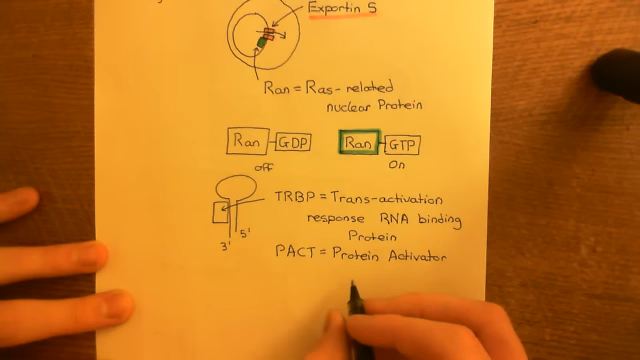 Exportin 5
Ran = Ras-related
nuclear Protein
Ran GDP Ran GTP
off On
TRBP = Trans-activation
response RNA binding
Protein
5'
3'
PACT = Protein Activator